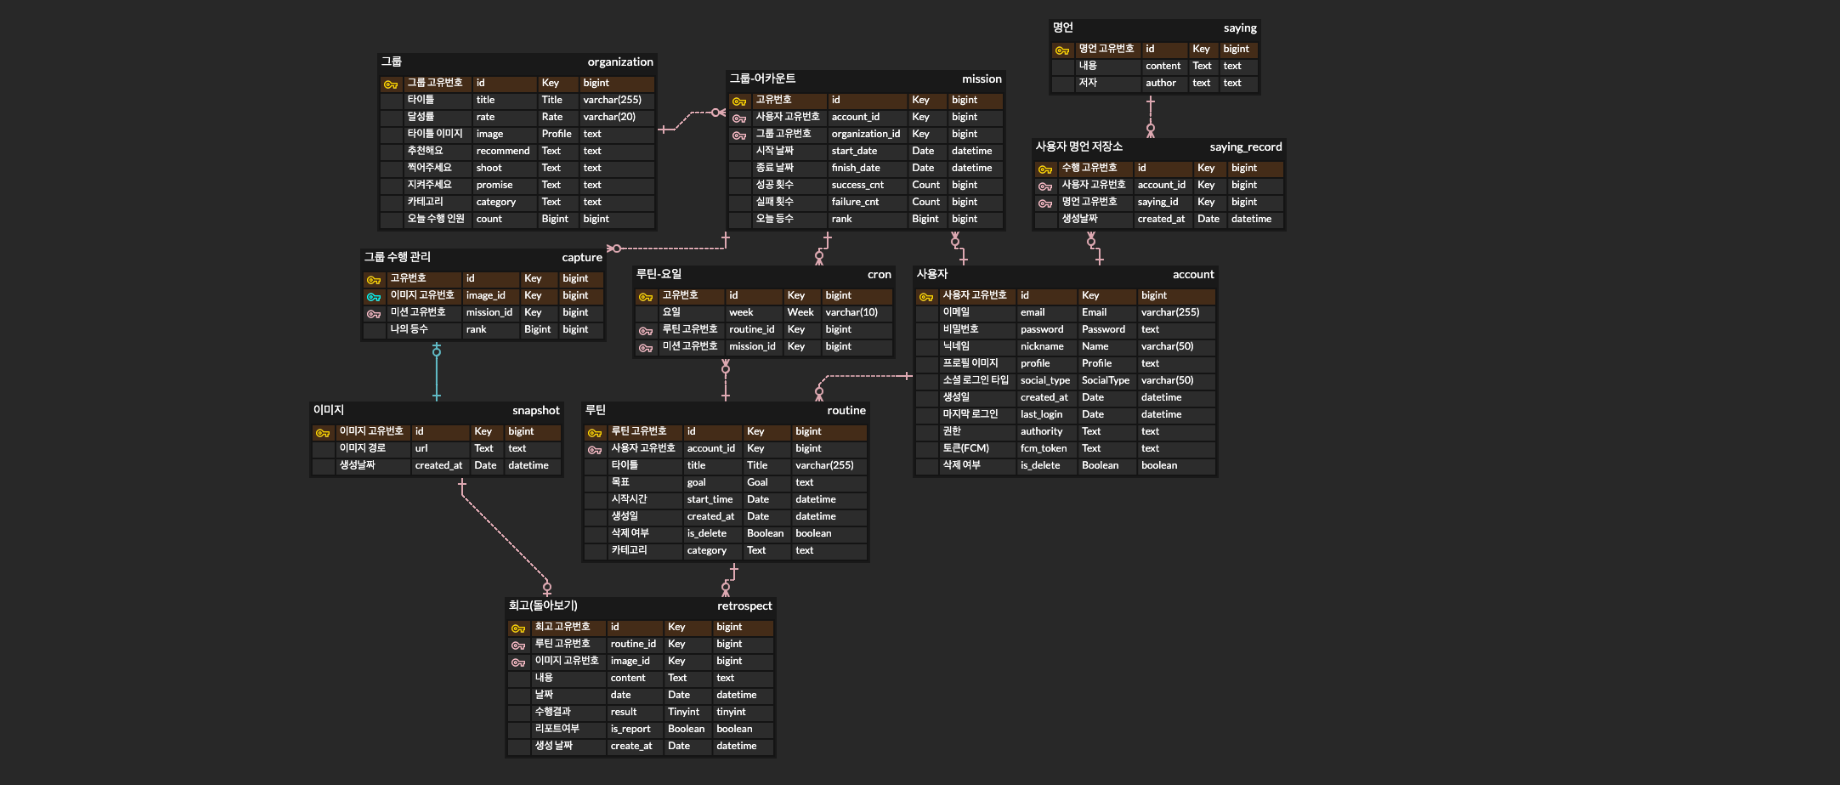 명언 saying
명언 고유번호 id Key bigint
내용 content Text text
저자 author text text
그룹 organization
그룹 고유번호 id Key bigint
타이틀 title Title varchar(255)
달성률 rate Rate varchar(20)
타이틀 이미지 image Profile text
추천해요 recommend Text text
찍어주세요 shoot Text text
지켜주세요 promise Text text
카테고리 category Text text
오늘 수행 인원 count Bigint bigint
그룹-어카운트 mission
고유번호 id Key bigint
사용자 고유번호 account_id Key bigint
그룹 고유번호 organization_id Key bigint
시작 날짜 start_date Date datetime
종료 날짜 finish_date Date datetime
성공 횟수 success_cnt Count bigint
실패 횟수 failure_cnt Count bigint
오늘 등수 rank Bigint bigint
사용자 명언 저장소 saying_record
수행 고유번호 id Key bigint
사용자 고유번호 account_id Key bigint
명언 고유번호 saying_id Key bigint
생성날짜 created_at Date datetime
그룹 수행 관리 capture
고유번호 id Key bigint
이미지 고유번호 image_id Key bigint
미션 고유번호 mission_id Key bigint
나의 등수 rank Bigint bigint
루틴-요일 cron
고유번호 id Key bigint
요일 week Week varchar(10)
루틴 고유번호 routine_id Key bigint
미션 고유번호 mission_id Key bigint
사용자 account
사용자 고유번호 id Key bigint
이메일 email Email varchar(255)
비밀번호 password Password text
닉네임 nickname Name varchar(50)
프로필 이미지 profile Profile text
소셜 로그인 타입 social_type SocialType varchar(50)
생성일 created_at Date datetime
마지막 로그인 last_login Date datetime
권한 authority Text text
토큰(FCM) fcm_token Text text
삭제 여부 is_delete Boolean boolean
이미지 snapshot
이미지 고유번호 id Key bigint
이미지 경로 url Text text
생성날짜 created_at Date datetime
루틴 routine
루틴 고유번호 id Key bigint
사용자 고유번호 account_id Key bigint
타이틀 title Title varchar(255)
목표 goal Goal text
시작시간 start_time Date datetime
생성일 created_at Date datetime
삭제 여부 is_delete Boolean boolean
카테고리 category Text text
회고(돌아보기) retrospect
회고 고유번호 id Key bigint
루틴 고유번호 routine_id Key bigint
이미지 고유번호 image_id Key bigint
내용 content Text text
날짜 date Date datetime
수행결과 result Tinyint tinyint
리포트여부 is_report Boolean boolean
생성 날짜 create_at Date datetime